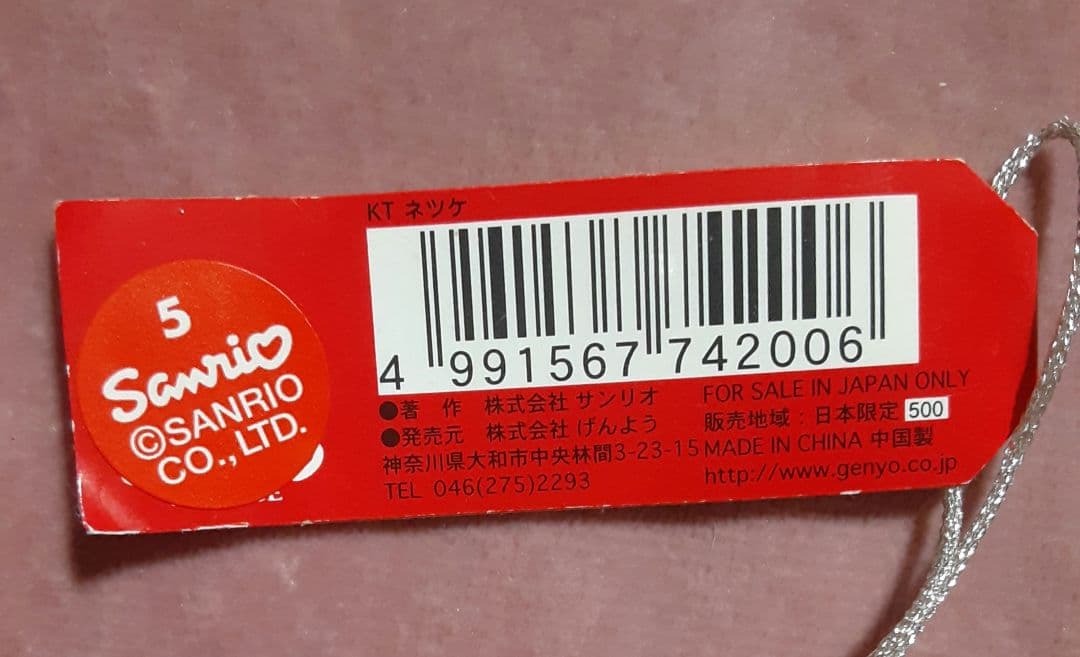 KT ネツケ
4 991567 742006
5
Sanrio
©SANRIO
CO., LTD.
●著 作 株式会社 サンリオ
●発売元 株式会社 げんよう
神奈川県大和市中央林間3-23-15
TEL 046(275)2293
FOR SALE IN JAPAN ONLY
販売地域:日本限定 500
MADE IN CHINA 中国製
http://www.genyo.co.jp